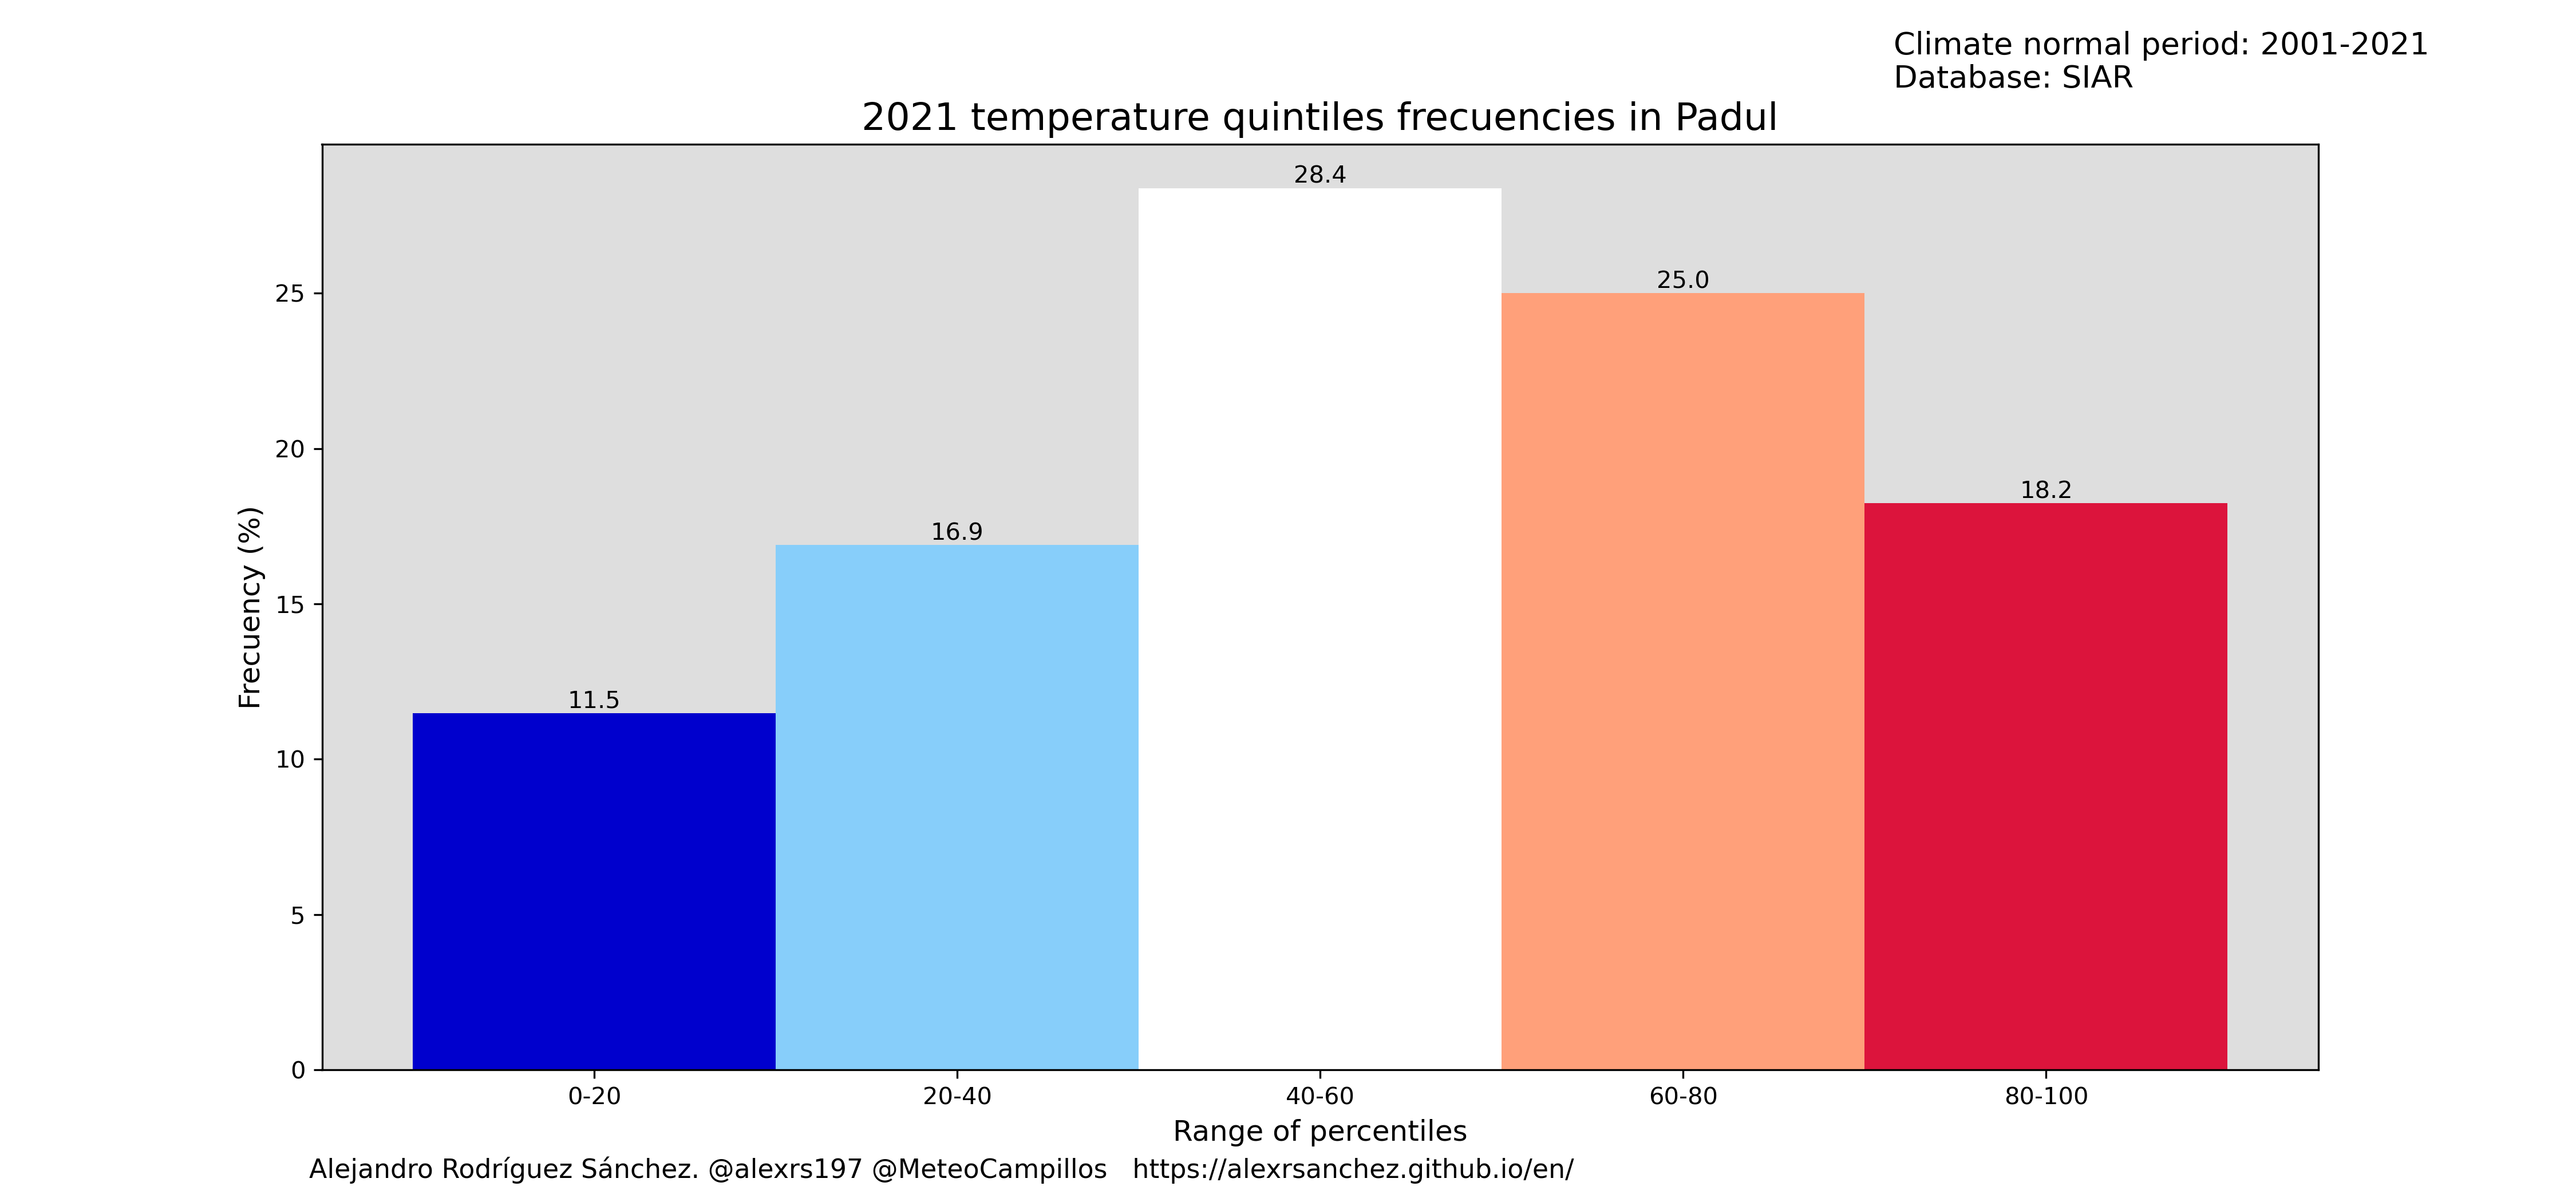 Climate normal period: 2001-2021
Database: SIAR
2021 temperature quintiles frecuencies in Padul
28.4
25.0
18.2
16.9
11.5
25
20
15
10
5
0
Frecuency (%)
0-20 20-40 40-60 60-80 80-100
Range of percentiles
Alejandro Rodríguez Sánchez. @alexrs197 @MeteoCampillos https://alexrsanchez.github.io/en/